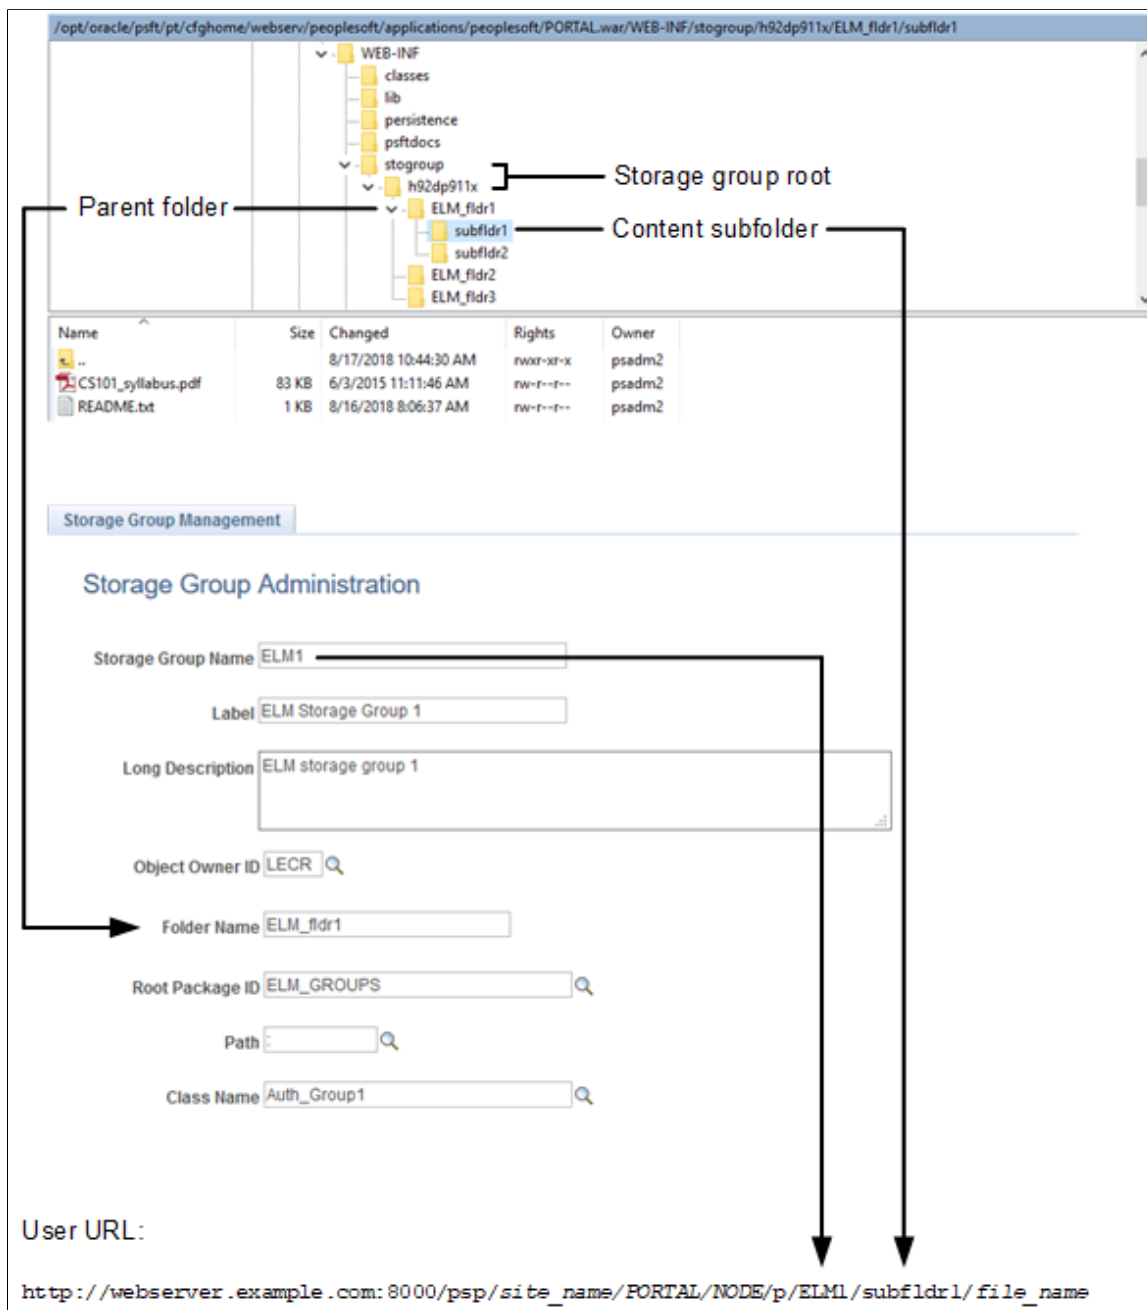 /opt/oracle/psft/pt/cfghome/webserv/peoplesoft/applications/peoplesoft/PORTAL.war/WEB-INF/stogroup/h92dp911x/ELM_fldr1/subfldr1
WEB-INF
classes
lib
persistence
psftdocs
stogroup
h92dp911x
Storage group root
Parent folder
ELM_fldr1
subfldr1
Content subfolder
subfldr2
ELM_fldr2
ELM_fldr3
Name Size Changed Rights Owner
.. 8/17/2018 10:44:30 AM rwxr-xr-x psadm2
CS101_syllabus.pdf 83 KB 6/3/2015 11:11:46 AM rw-r--r-- psadm2
README.txt 1 KB 8/16/2018 8:06:37 AM rw-r--r-- psadm2
Storage Group Management
Storage Group Administration
Storage Group Name ELM1
Label ELM Storage Group 1
Long Description ELM storage group 1
Object Owner ID LECR
Folder Name ELM_fldr1
Root Package ID ELM_GROUPS
Path :
Class Name Auth_Group1
User URL:
http://webserver.example.com:8000/psp/site_name/PORTAL/NODE/p/ELM1/subfldr1/file_name